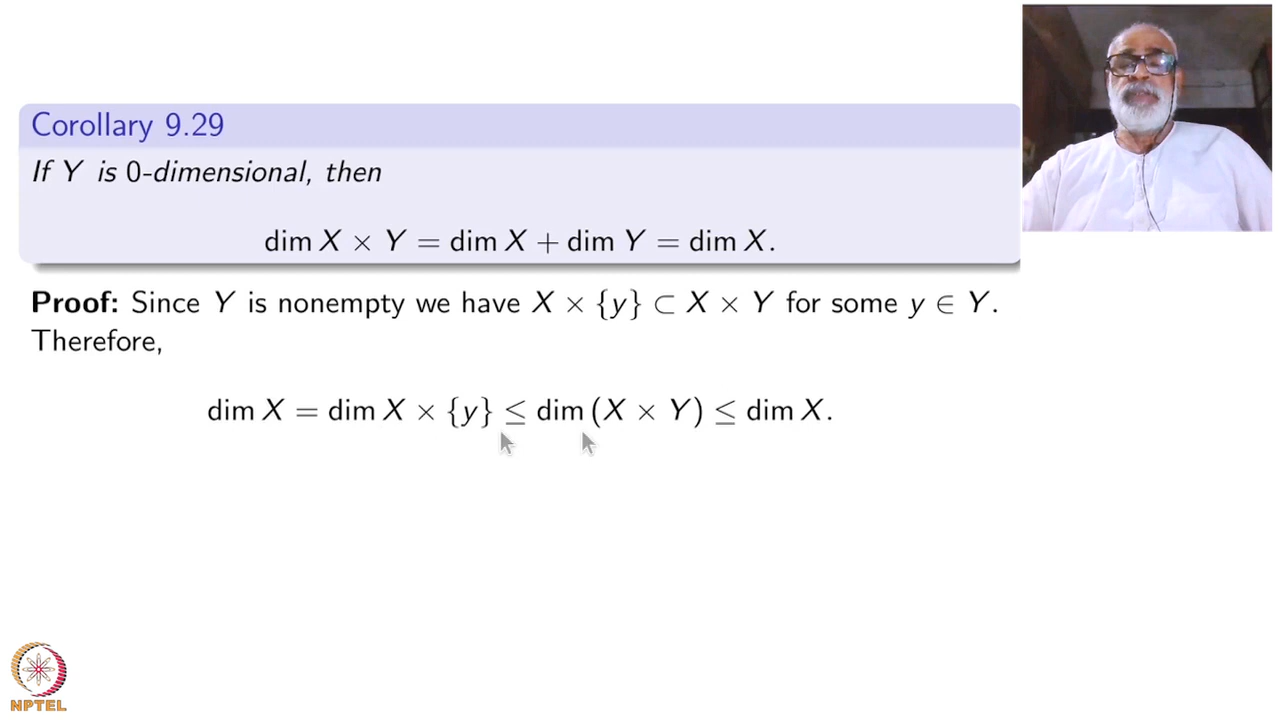 Corollary 9.29
If Y is 0-dimensional, then
dim X × Y = dim X + dim Y = dim X.
Proof: Since Y is nonempty we have X × {y} ⊂ X × Y for some y ∈ Y.
Therefore,
dim X = dim X × {y} ≤ dim (X × Y) ≤ dim X.
NPTEL